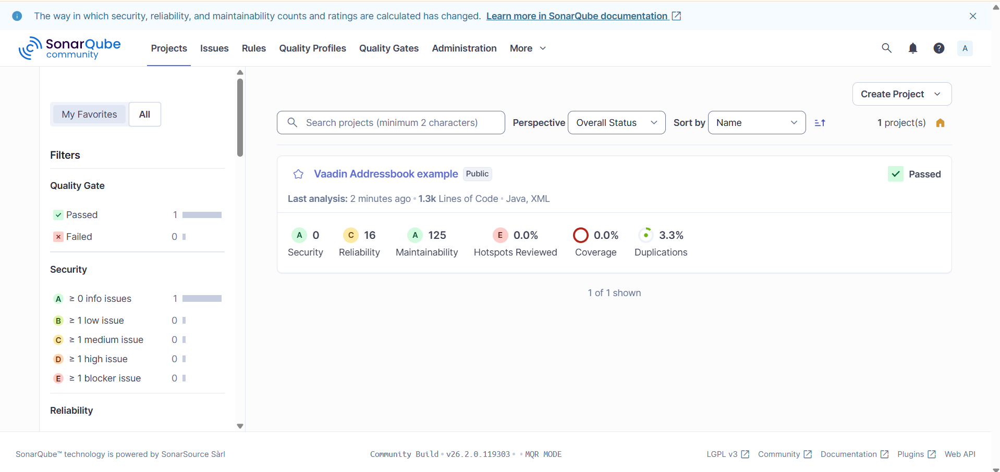 The way in which security, reliability, and maintainability counts and ratings are calculated has changed. Learn more in SonarQube documentation
SonarQube community
Projects Issues Rules Quality Profiles Quality Gates Administration More A
My Favorites All
Filters
Quality Gate
Passed 1
Failed 0
Security
A ≥ 0 info issues 1
B ≥ 1 low issue 0
C ≥ 1 medium issue 0
D ≥ 1 high issue 0
E ≥ 1 blocker issue 0
Reliability
Create Project
Search projects (minimum 2 characters) Perspective Overall Status Sort by Name 1 project(s)
Vaadin Addressbook example Public Passed
Last analysis: 2 minutes ago • 1.3k Lines of Code • Java, XML
A 0 C 16 A 125 E 0.0% 0.0% 3.3%
Security Reliability Maintainability Hotspots Reviewed Coverage Duplications
1 of 1 shown
SonarQube™ technology is powered by SonarSource Sàrl Community Build • v26.2.0.119303 • • MQR MODE LGPL v3 Community Documentation Plugins Web API